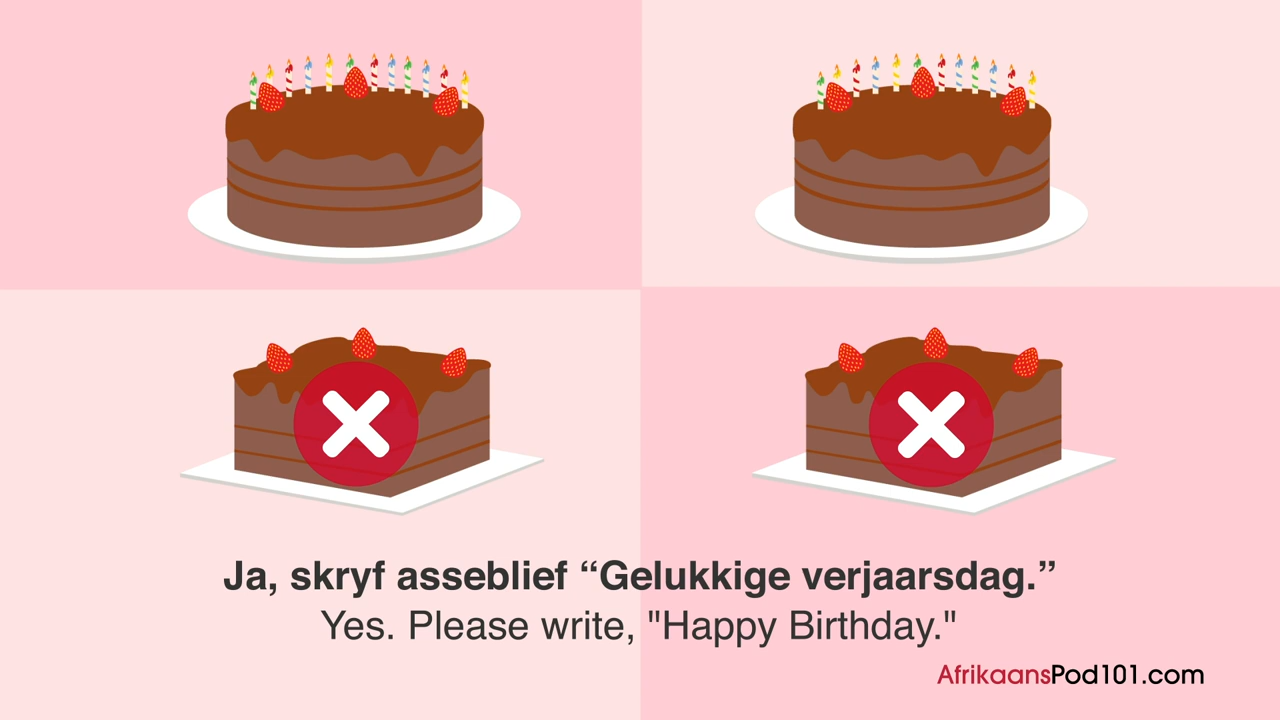 Ja, skryf asseblief “Gelukkige verjaarsdag.”
Yes. Please write, "Happy Birthday."
AfrikaansPod101.com